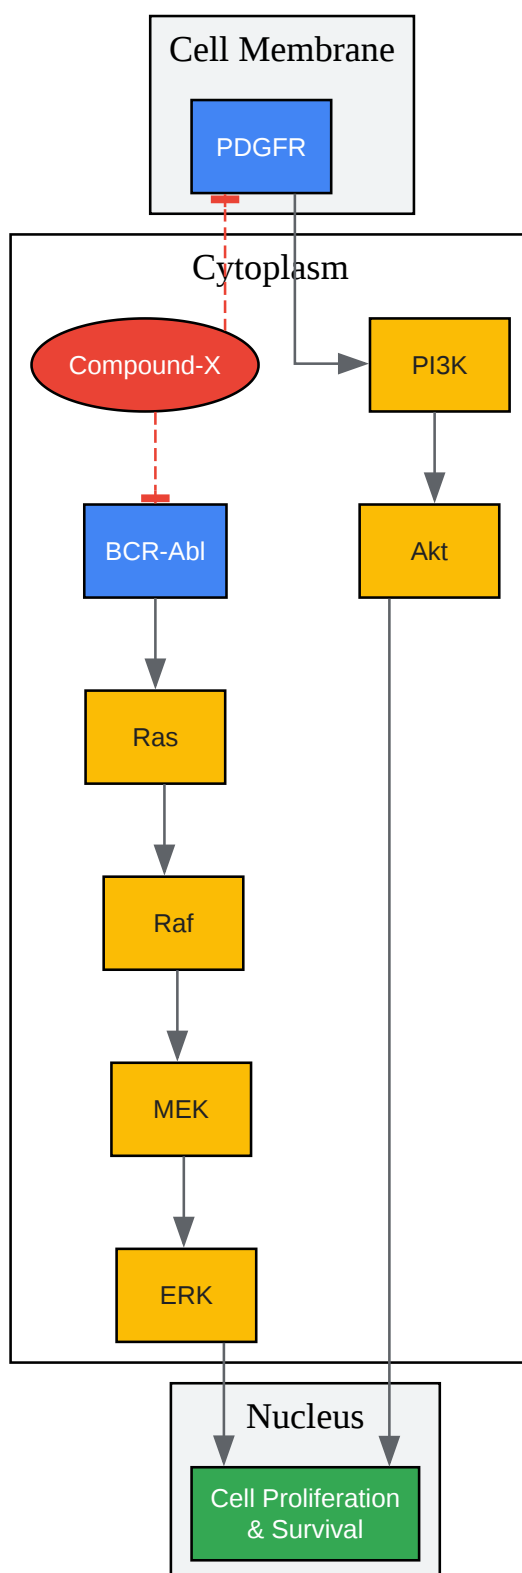 Cell Membrane
PDGFR
Cytoplasm
Compound-X
PI3K
BCR-Abl
Akt
Ras
Raf
MEK
ERK
Nucleus
Cell Proliferation
& Survival